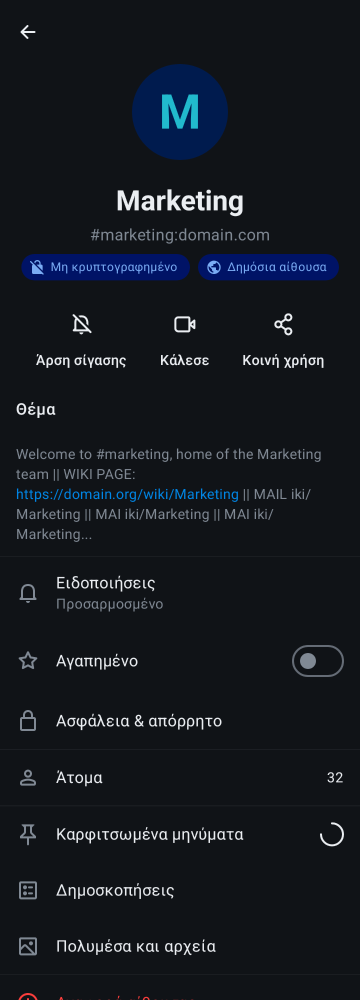 M
Marketing
#marketing:domain.com
Μη κρυπτογραφημένο
Δημόσια αίθουσα
Άρση σίγασης
Κάλεσε
Κοινή χρήση
Θέμα
Welcome to #marketing, home of the Marketing
team || WIKI PAGE:
https://domain.org/wiki/Marketing || MAIL iki/
Marketing || MAI iki/Marketing || MAI iki/
Marketing...
Ειδοποιήσεις
Προσαρμοσμένο
Αγαπημένο
Ασφάλεια & απόρρητο
Άτομα
32
Καρφιτσωμένα μηνύματα
Δημοσκοπήσεις
Πολυμέσα και αρχεία